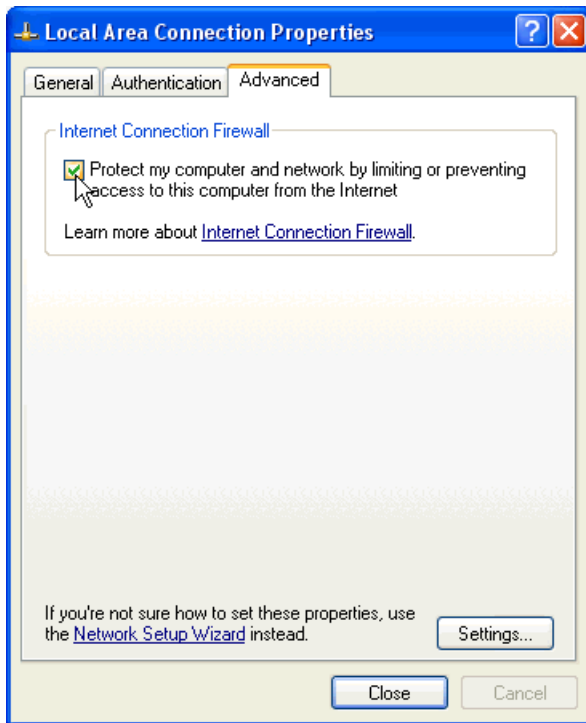 Local Area Connection Properties
General Authentication Advanced
Internet Connection Firewall
Protect my computer and network by limiting or preventing
access to this computer from the Internet
Learn more about Internet Connection Firewall.
If you're not sure how to set these properties, use
the Network Setup Wizard instead.
Settings...
Close Cancel